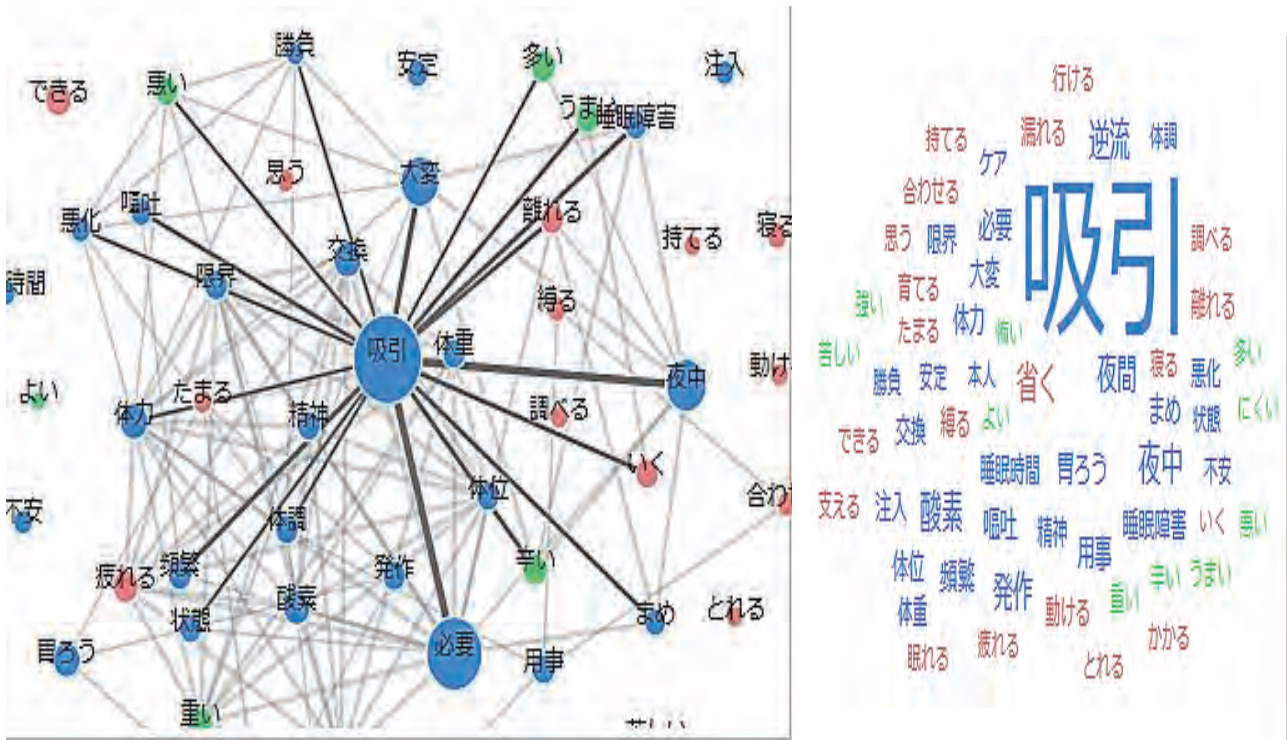 勝負
安定
多い
注入
悪い
できる
うまい
睡眠障害
思う
大変
嘔吐
悪化
離れる
持てる
寝る
交換
限界
時間
縛る
吸引
体重
夜中
動け
よい
たまる
体力
精神
調べる
いく
体位
合わせ
不安
体調
頻繁
疲れる
発作
辛い
酸素
状態
まめ
とれる
胃ろう
必要
用事
重い
行ける
持てる
漏れる
逆流
体調
ケア
合わせる
思う
限界
必要
吸引
調べる
大変
育てる
強い
離れる
たまる
体力
怖い
苦しい
多い
勝負
安定
本人
省く
夜間
寝る
悪化
まめ
状態
にくい
できる
交換
縛る
よい
睡眠時間
胃ろう
夜中
不安
支える
注入
酸素
嘔吐
精神
睡眠障害
いく
悪い
用事
体位
頻繁
発作
重い
辛い
うまい
体重
動ける
眠れる
疲れる
とれる
かかる